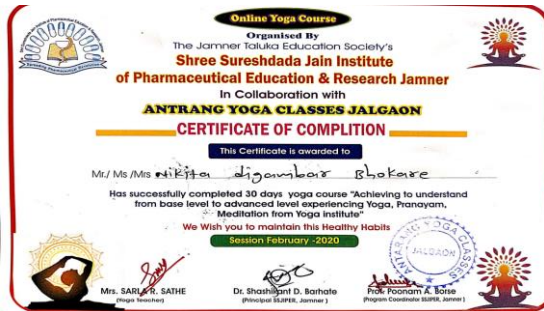 Online Yoga Course
Organised By
The Jamner Taluka Education Society's
Shree Sureshdada Jain Institute
of Pharmaceutical Education & Research Jamner
In Collaboration with
ANTRANG YOGA CLASSES JALGAON
CERTIFICATE OF COMPLITION
This Certificate is awarded to
Mr./ Ms /Mrs Nikita digambar Bhokare
Has successfully completed 30 days yoga course "Achieving to understand
from base level to advanced level experiencing Yoga, Pranayam,
Meditation from Yoga institute"
We Wish you to maintain this Healthy Habits
Session February -2020
ANTARANG YOGA CLASSES
JALGAON
Mrs. SARLA R. SATHE
(Yoga Teacher)
Dr. Shashikant D. Barhate
(Principal SSJIPER, Jamner )
Prof. Poonam A. Borse
(Program Coordinator SSJIPER, Jamner )